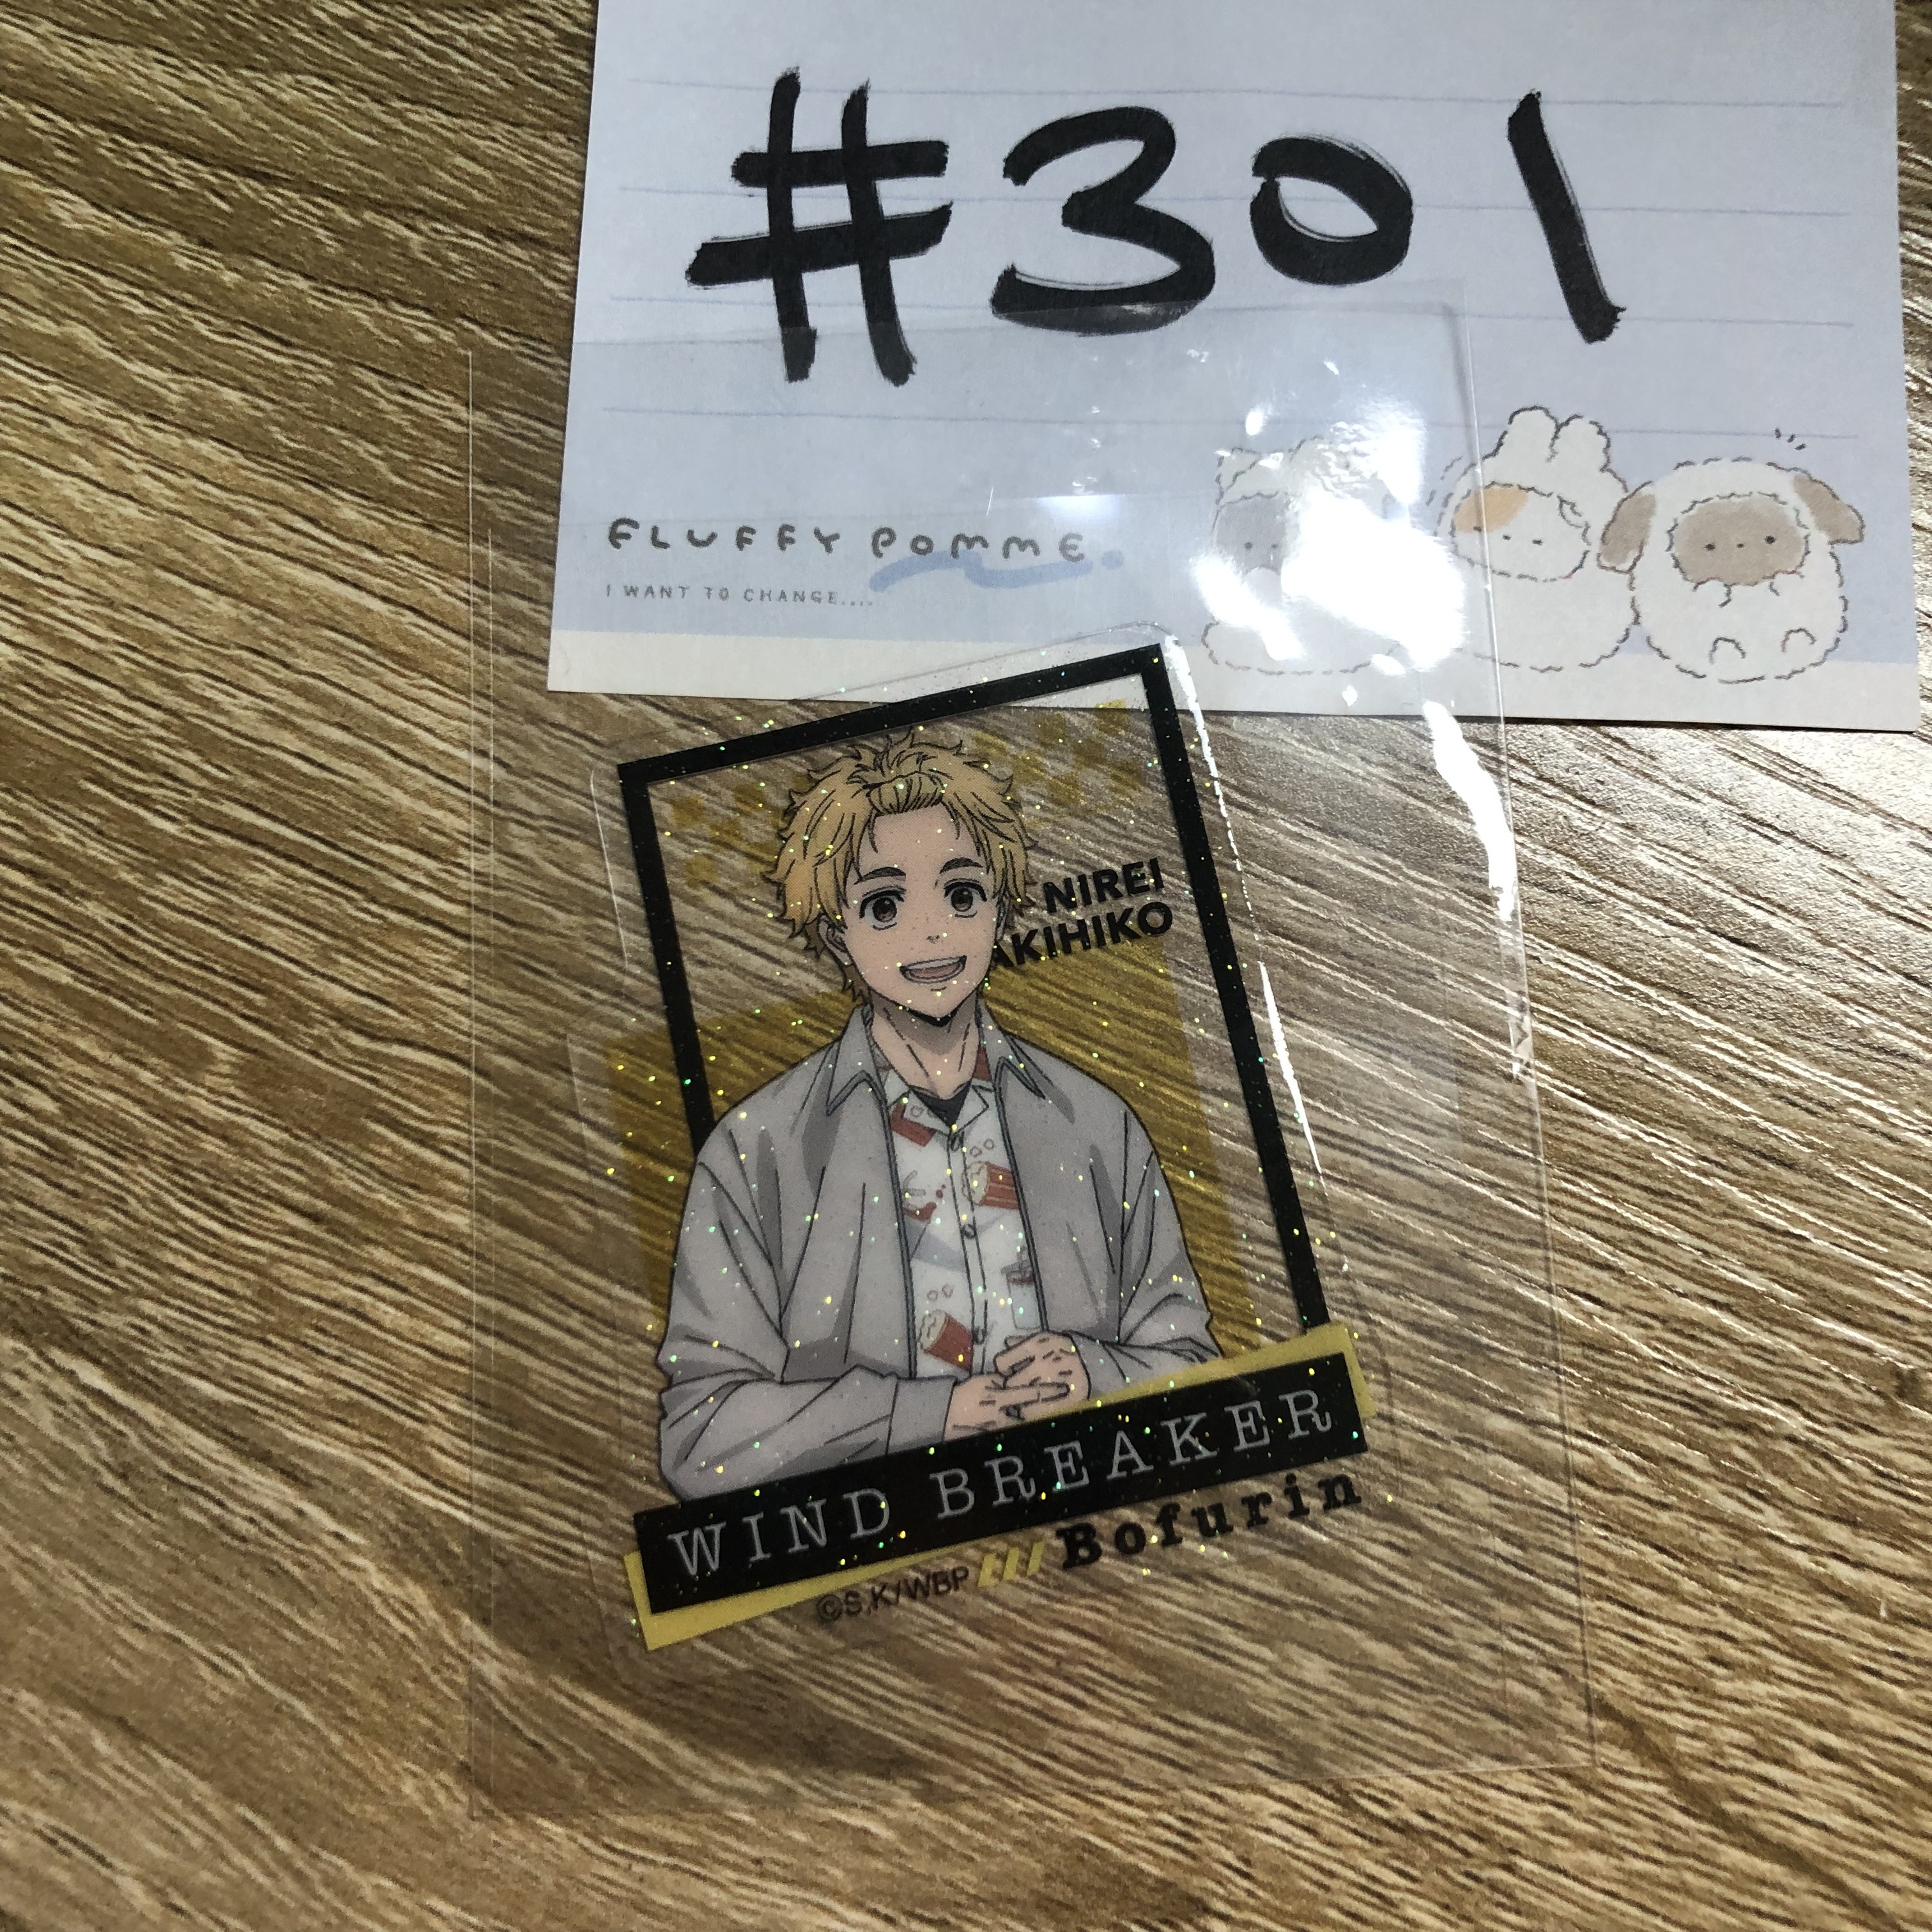 #301
FLUFFY POMME
I WANT TO CHANGE....
NIREI
AKIHIKO
WIND BREAKER
Bofurin
©S.K/WBP